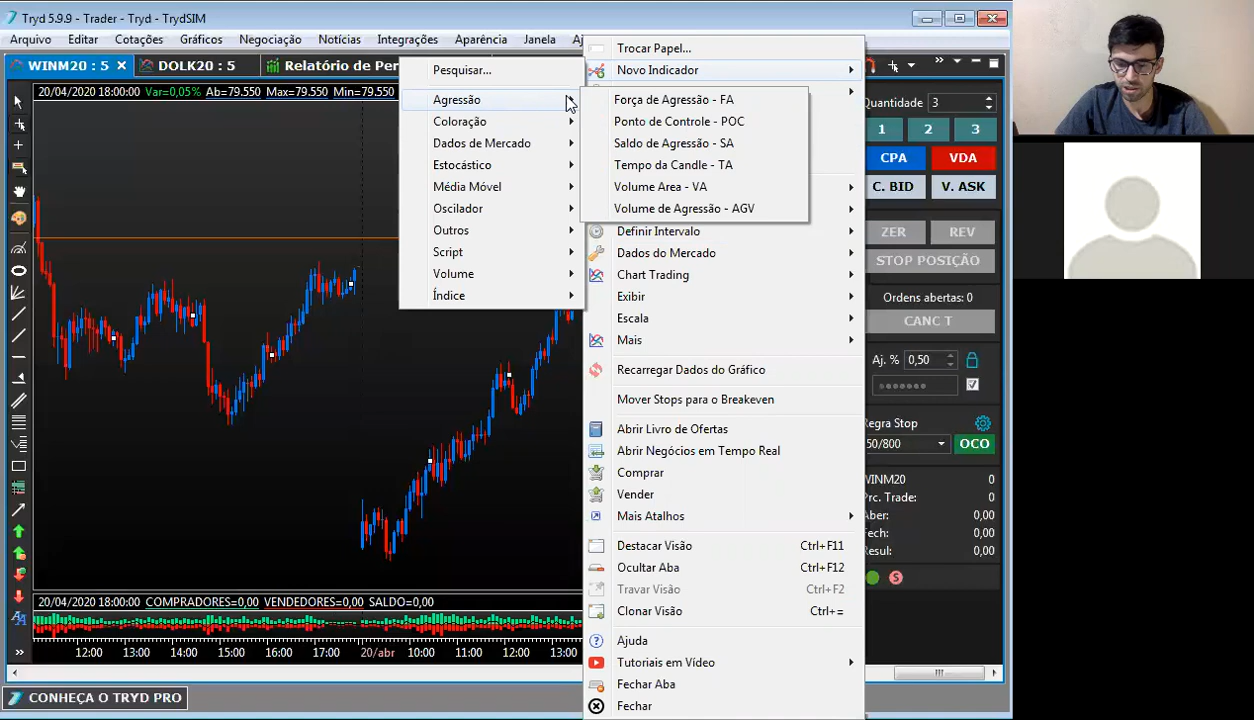 Tryd 5.9.9 - Trader - Tryd - TrydSIM
Arquivo Editar Cotações Gráficos Negociação Notícias Integrações Aparência Janela
WINM20 : 5 DOLK20 : 5 Relatório de Per
20/04/2020 18:00:00 Var=0,05% Ab=79.550 Max=79.550 Min=79.550
Pesquisar...
Agressão
Coloração
Dados de Mercado
Estocástico
Média Móvel
Oscilador
Outros
Script
Volume
Índice
Força de Agressão - FA
Ponto de Controle - POC
Saldo de Agressão - SA
Tempo da Candle - TA
Volume Area - VA
Volume de Agressão - AGV
Trocar Papel...
Novo Indicador
Definir Intervalo
Dados do Mercado
Chart Trading
Exibir
Escala
Mais
Recarregar Dados do Gráfico
Mover Stops para o Breakeven
Abrir Livro de Ofertas
Abrir Negócios em Tempo Real
Comprar
Vender
Mais Atalhos
Destacar Visão Ctrl+F11
Ocultar Aba Ctrl+F12
Travar Visão Ctrl+F2
Clonar Visão Ctrl+=
Ajuda
Tutoriais em Vídeo
Fechar Aba
Fechar
Quantidade 3
1 2 3
CPA VDA
C. BID V. ASK
ZER REV
STOP POSIÇÃO
Ordens abertas: 0
CANC T
Aj. % 0,50
Regra Stop
50/800 OCO
WINM20 0
Prc. Trade: 0
Aber: 0,00
Fech: 0,00
Resul: 0,00
S
20/04/2020 18:00:00 COMPRADORES=0,00 VENDEDORES=0,00 SALDO=0,00
12:00 13:00 14:00 15:00 16:00 17:00 20/abr 10:00 11:00 12:00 13:00
CONHEÇA O TRYD PRO